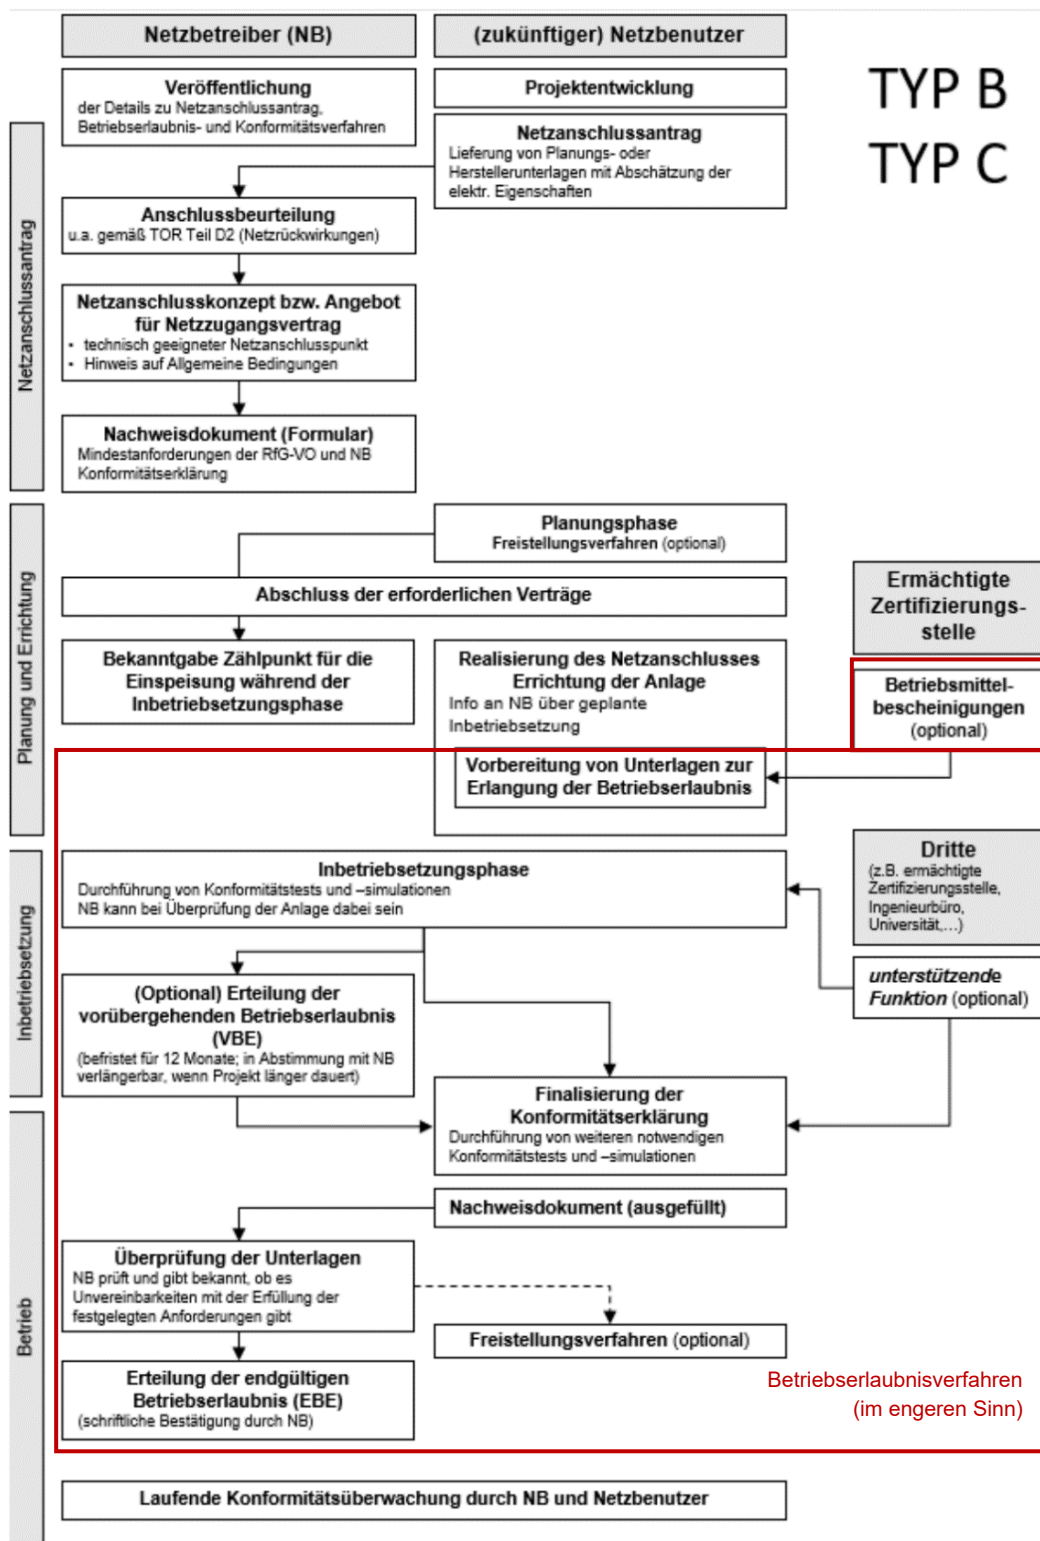 Netzbetreiber (NB)
(zukünftiger) Netzbenutzer
TYP B
TYP C
Veröffentlichung
der Details zu Netzanschlussantrag,
Betriebserlaubnis- und Konformitätsverfahren
Projektentwicklung
Netzanschlussantrag
Lieferung von Planungs- oder
Herstellerunterlagen mit Abschätzung der
elektr. Eigenschaften
Netzanschlussantrag
Anschlussbeurteilung
u.a. gemäß TOR Teil D2 (Netzrückwirkungen)
Netzanschlusskonzept bzw. Angebot
für Netzzugangsvertrag
• technisch geeigneter Netzanschlusspunkt
• Hinweis auf Allgemeine Bedingungen
Nachweisdokument (Formular)
Mindestanforderungen der RfG-VO und NB
Konformitätserklärung
Planung und Errichtung
Planungsphase
Freistellungsverfahren (optional)
Abschluss der erforderlichen Verträge
Ermächtigte
Zertifizierungs-
stelle
Bekanntgabe Zählpunkt für die
Einspeisung während der
Inbetriebsetzungsphase
Realisierung des Netzanschlusses
Errichtung der Anlage
Info an NB über geplante
Inbetriebsetzung
Betriebsmittel-
bescheinigungen
(optional)
Vorbereitung von Unterlagen zur
Erlangung der Betriebserlaubnis
Inbetriebsetzung
Inbetriebsetzungsphase
Durchführung von Konformitätstests und –simulationen
NB kann bei Überprüfung der Anlage dabei sein
Dritte
(z.B. ermächtigte
Zertifizierungsstelle,
Ingenieurbüro,
Universität,...)
unterstützende
Funktion (optional)
(Optional) Erteilung der
vorübergehenden Betriebserlaubnis
(VBE)
(befristet für 12 Monate; in Abstimmung mit NB
verlängerbar, wenn Projekt länger dauert)
Betrieb
Finalisierung der
Konformitätserklärung
Durchführung von weiteren notwendigen
Konformitätstests und –simulationen
Nachweisdokument (ausgefüllt)
Überprüfung der Unterlagen
NB prüft und gibt bekannt, ob es
Unvereinbarkeiten mit der Erfüllung der
festgelegten Anforderungen gibt
Freistellungsverfahren (optional)
Erteilung der endgültigen
Betriebserlaubnis (EBE)
(schriftliche Bestätigung durch NB)
Betriebserlaubnisverfahren
(im engeren Sinn)
Laufende Konformitätsüberwachung durch NB und Netzbenutzer